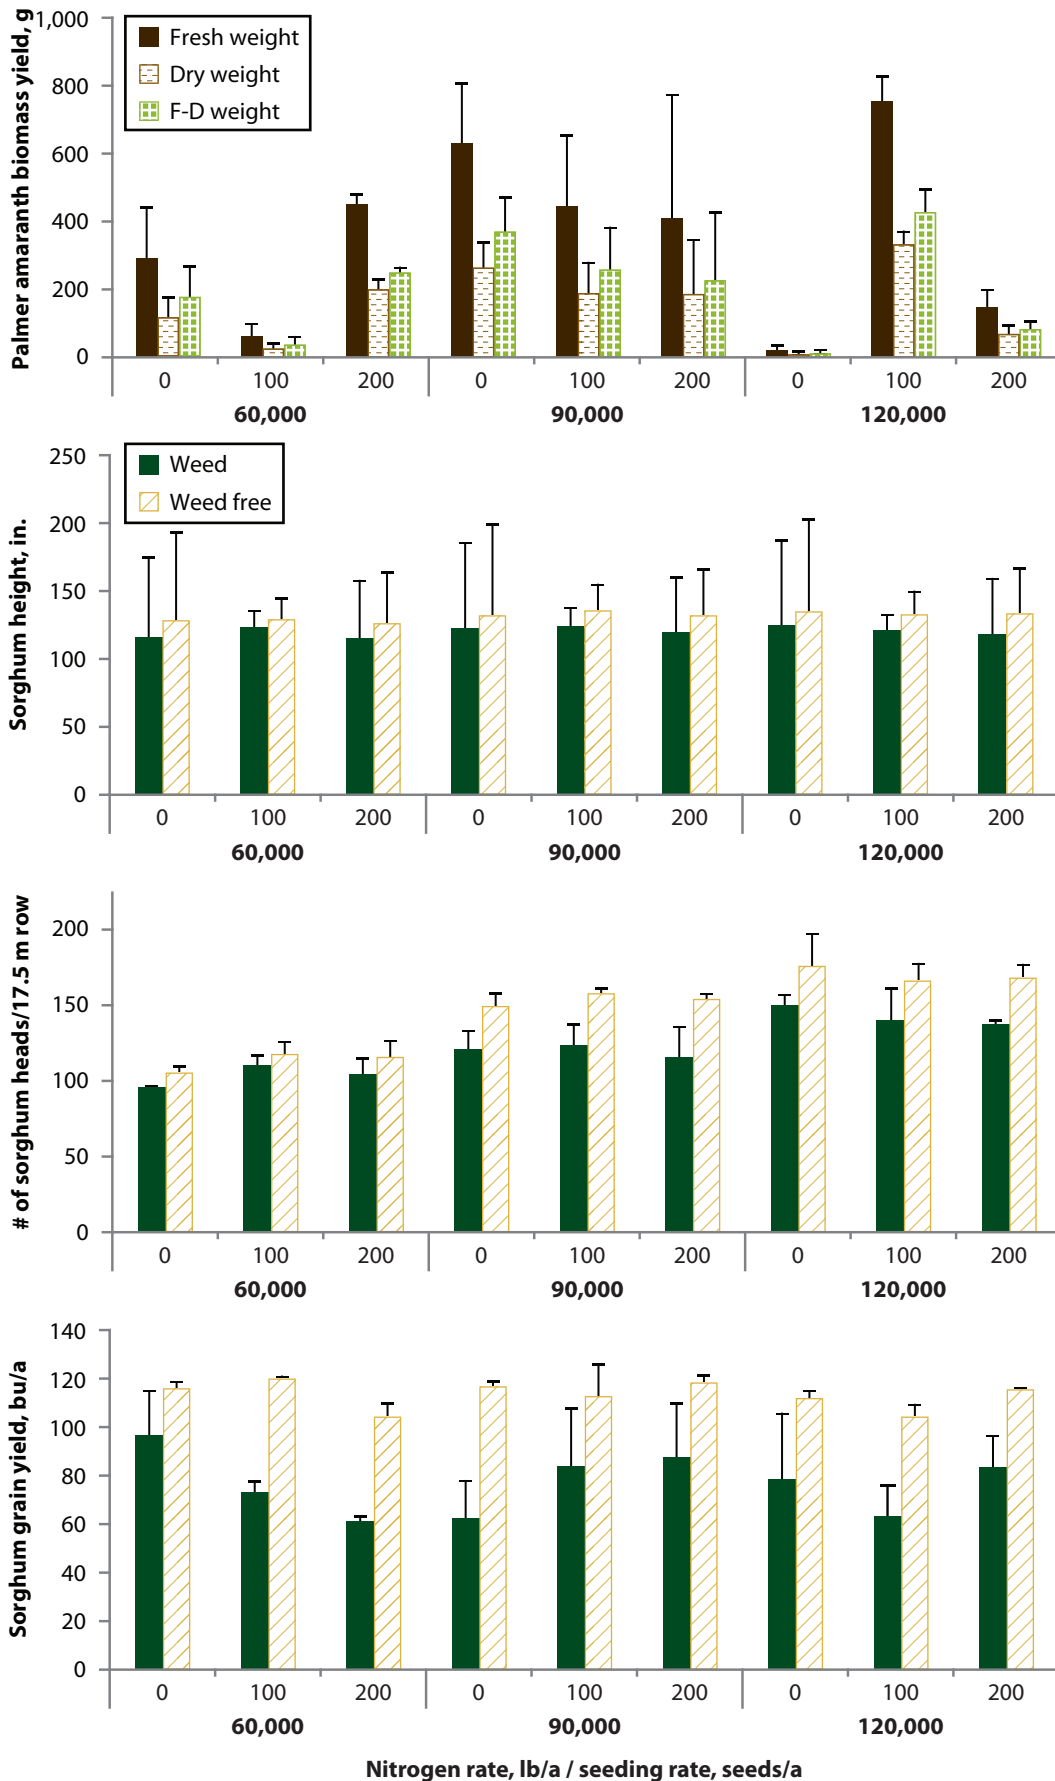 Palmer amaranth biomass yield, g
1,000
800
600
400
200
0
Fresh weight
Dry weight
F-D weight
0 100 200 0 100 200 0 100 200
60,000 90,000 120,000
Sorghum height, in.
250
200
150
100
50
0
Weed
Weed free
0 100 200 0 100 200 0 100 200
60,000 90,000 120,000
# of sorghum heads/17.5 m row
200
150
100
50
0
0 100 200 0 100 200 0 100 200
60,000 90,000 120,000
Sorghum grain yield, bu/a
140
120
100
80
60
40
20
0
0 100 200 0 100 200 0 100 200
60,000 90,000 120,000
Nitrogen rate, lb/a / seeding rate, seeds/a